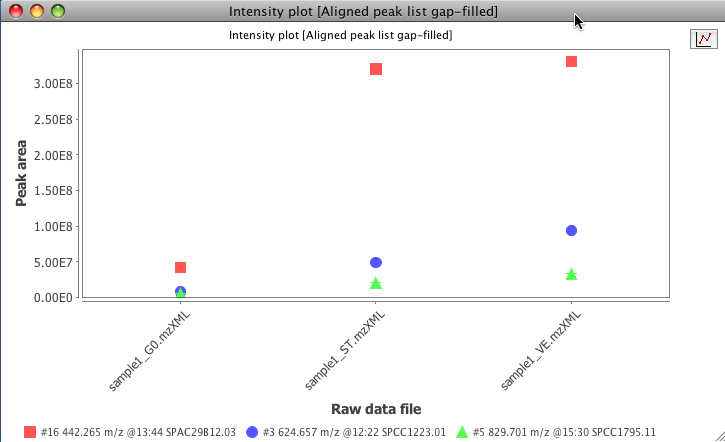 Intensity plot [Aligned peak list gap-filled]
Intensity plot [Aligned peak list gap-filled]
3.00E8
2.50E8
2.00E8
1.50E8
1.00E8
5.00E7
0.00E0
Peak area
sample1_G0.mzXML
sample1_ST.mzXML
sample1_VE.mzXML
Raw data file
#16 442.265 m/z @13:44 SPAC29B12.03 #3 624.657 m/z @12:22 SPCC1223.01 #5 829.701 m/z @15:30 SPCC1795.11